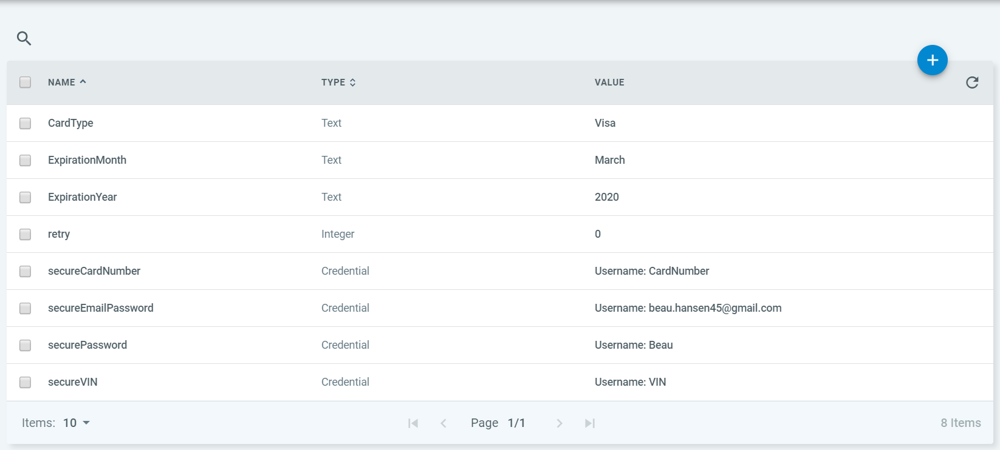 NAME TYPE VALUE
CardType Text Visa
ExpirationMonth Text March
ExpirationYear Text 2020
retry Integer 0
secureCardNumber Credential Username: CardNumber
secureEmailPassword Credential Username: beau.hansen45@gmail.com
securePassword Credential Username: Beau
secureVIN Credential Username: VIN
Items: 10 Page 1/1 8 Items